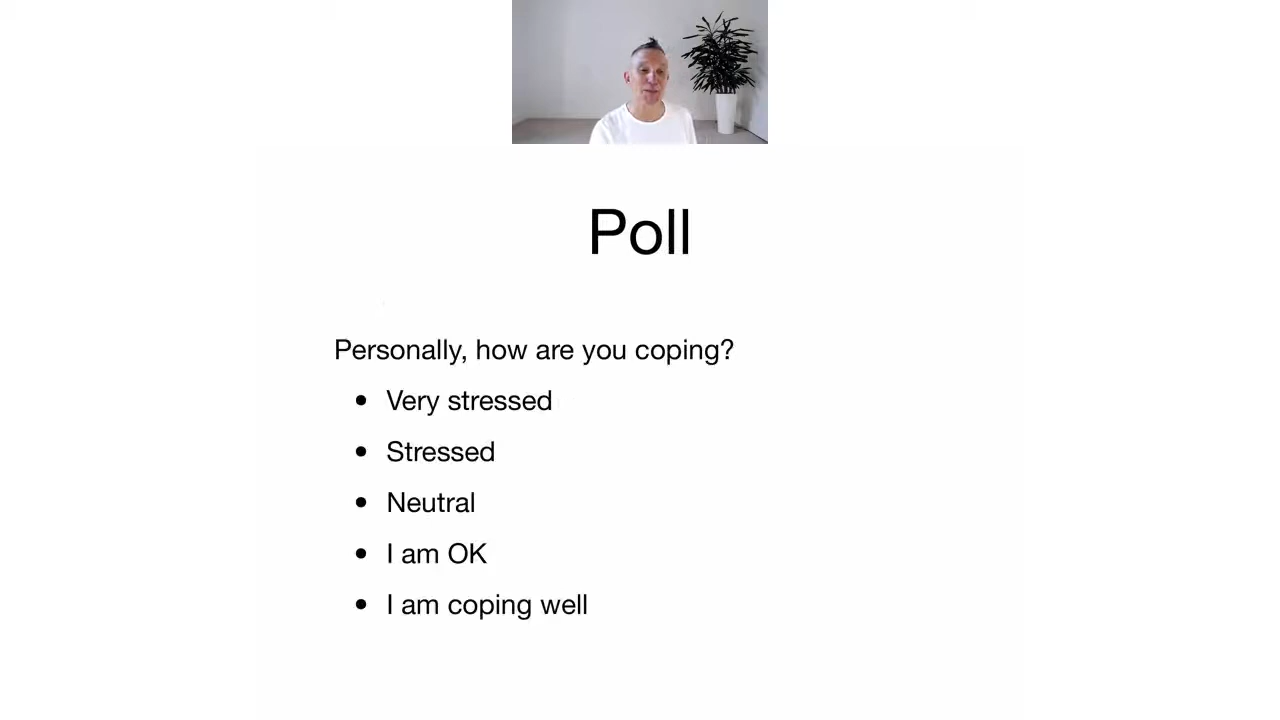 Poll
Personally, how are you coping?
• Very stressed
• Stressed
• Neutral
• I am OK
• I am coping well